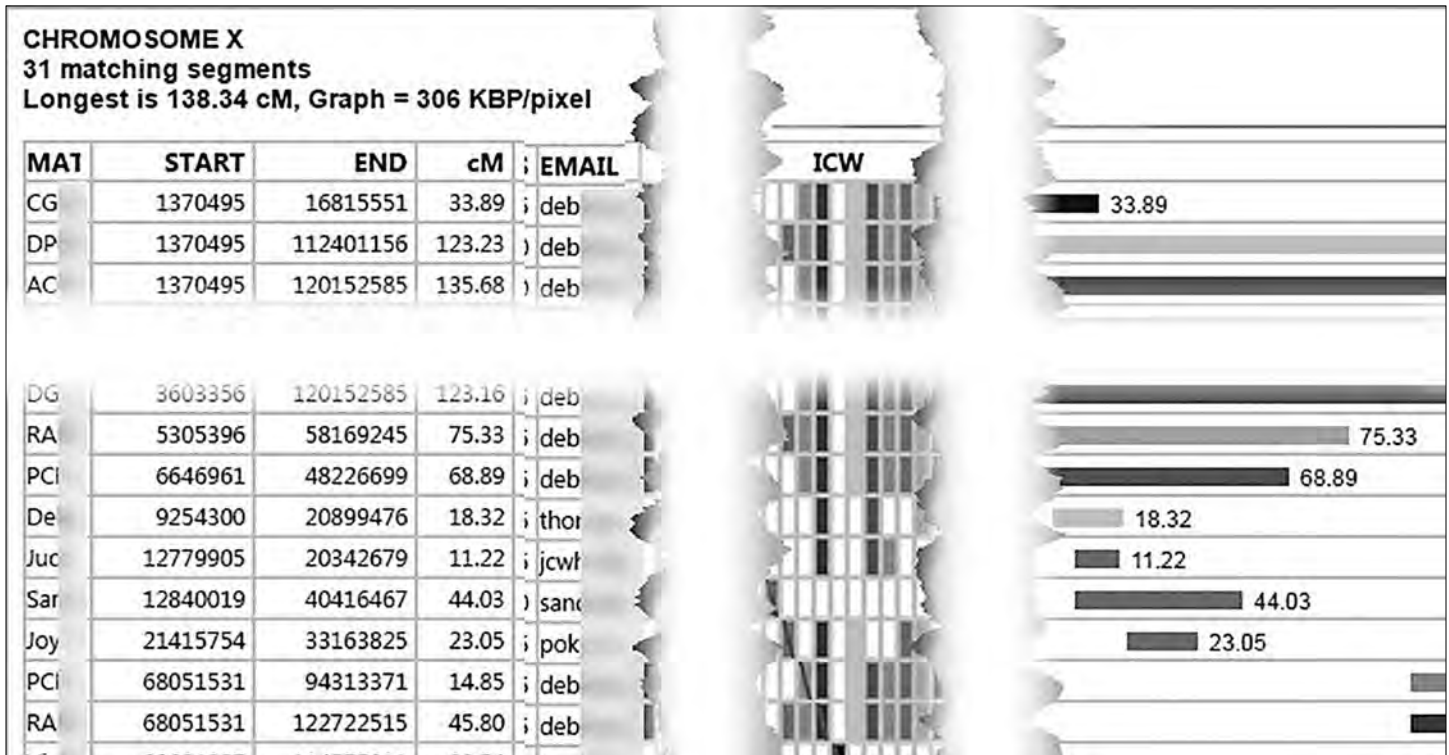 CHROMOSOME X
31 matching segments
Longest is 138.34 cM, Graph = 306 KBP/pixel
MAT START END cM EMAIL ICW
CG 1370495 16815551 33.89 deb 33.89
DP 1370495 112401156 123.23 deb
AC 1370495 120152585 135.68 deb
DG 3603356 120152585 123.16 deb
RA 5305396 58169245 75.33 deb 75.33
PC 6646961 48226699 68.89 deb 68.89
De 9254300 20899476 18.32 thor 18.32
Jud 12779905 20342679 11.22 jcwh 11.22
Sar 12840019 40416467 44.03 sand 44.03
Joy 21415754 33163825 23.05 pok 23.05
PC 68051531 94313371 14.85 deb
RA 68051531 122722515 45.80 deb